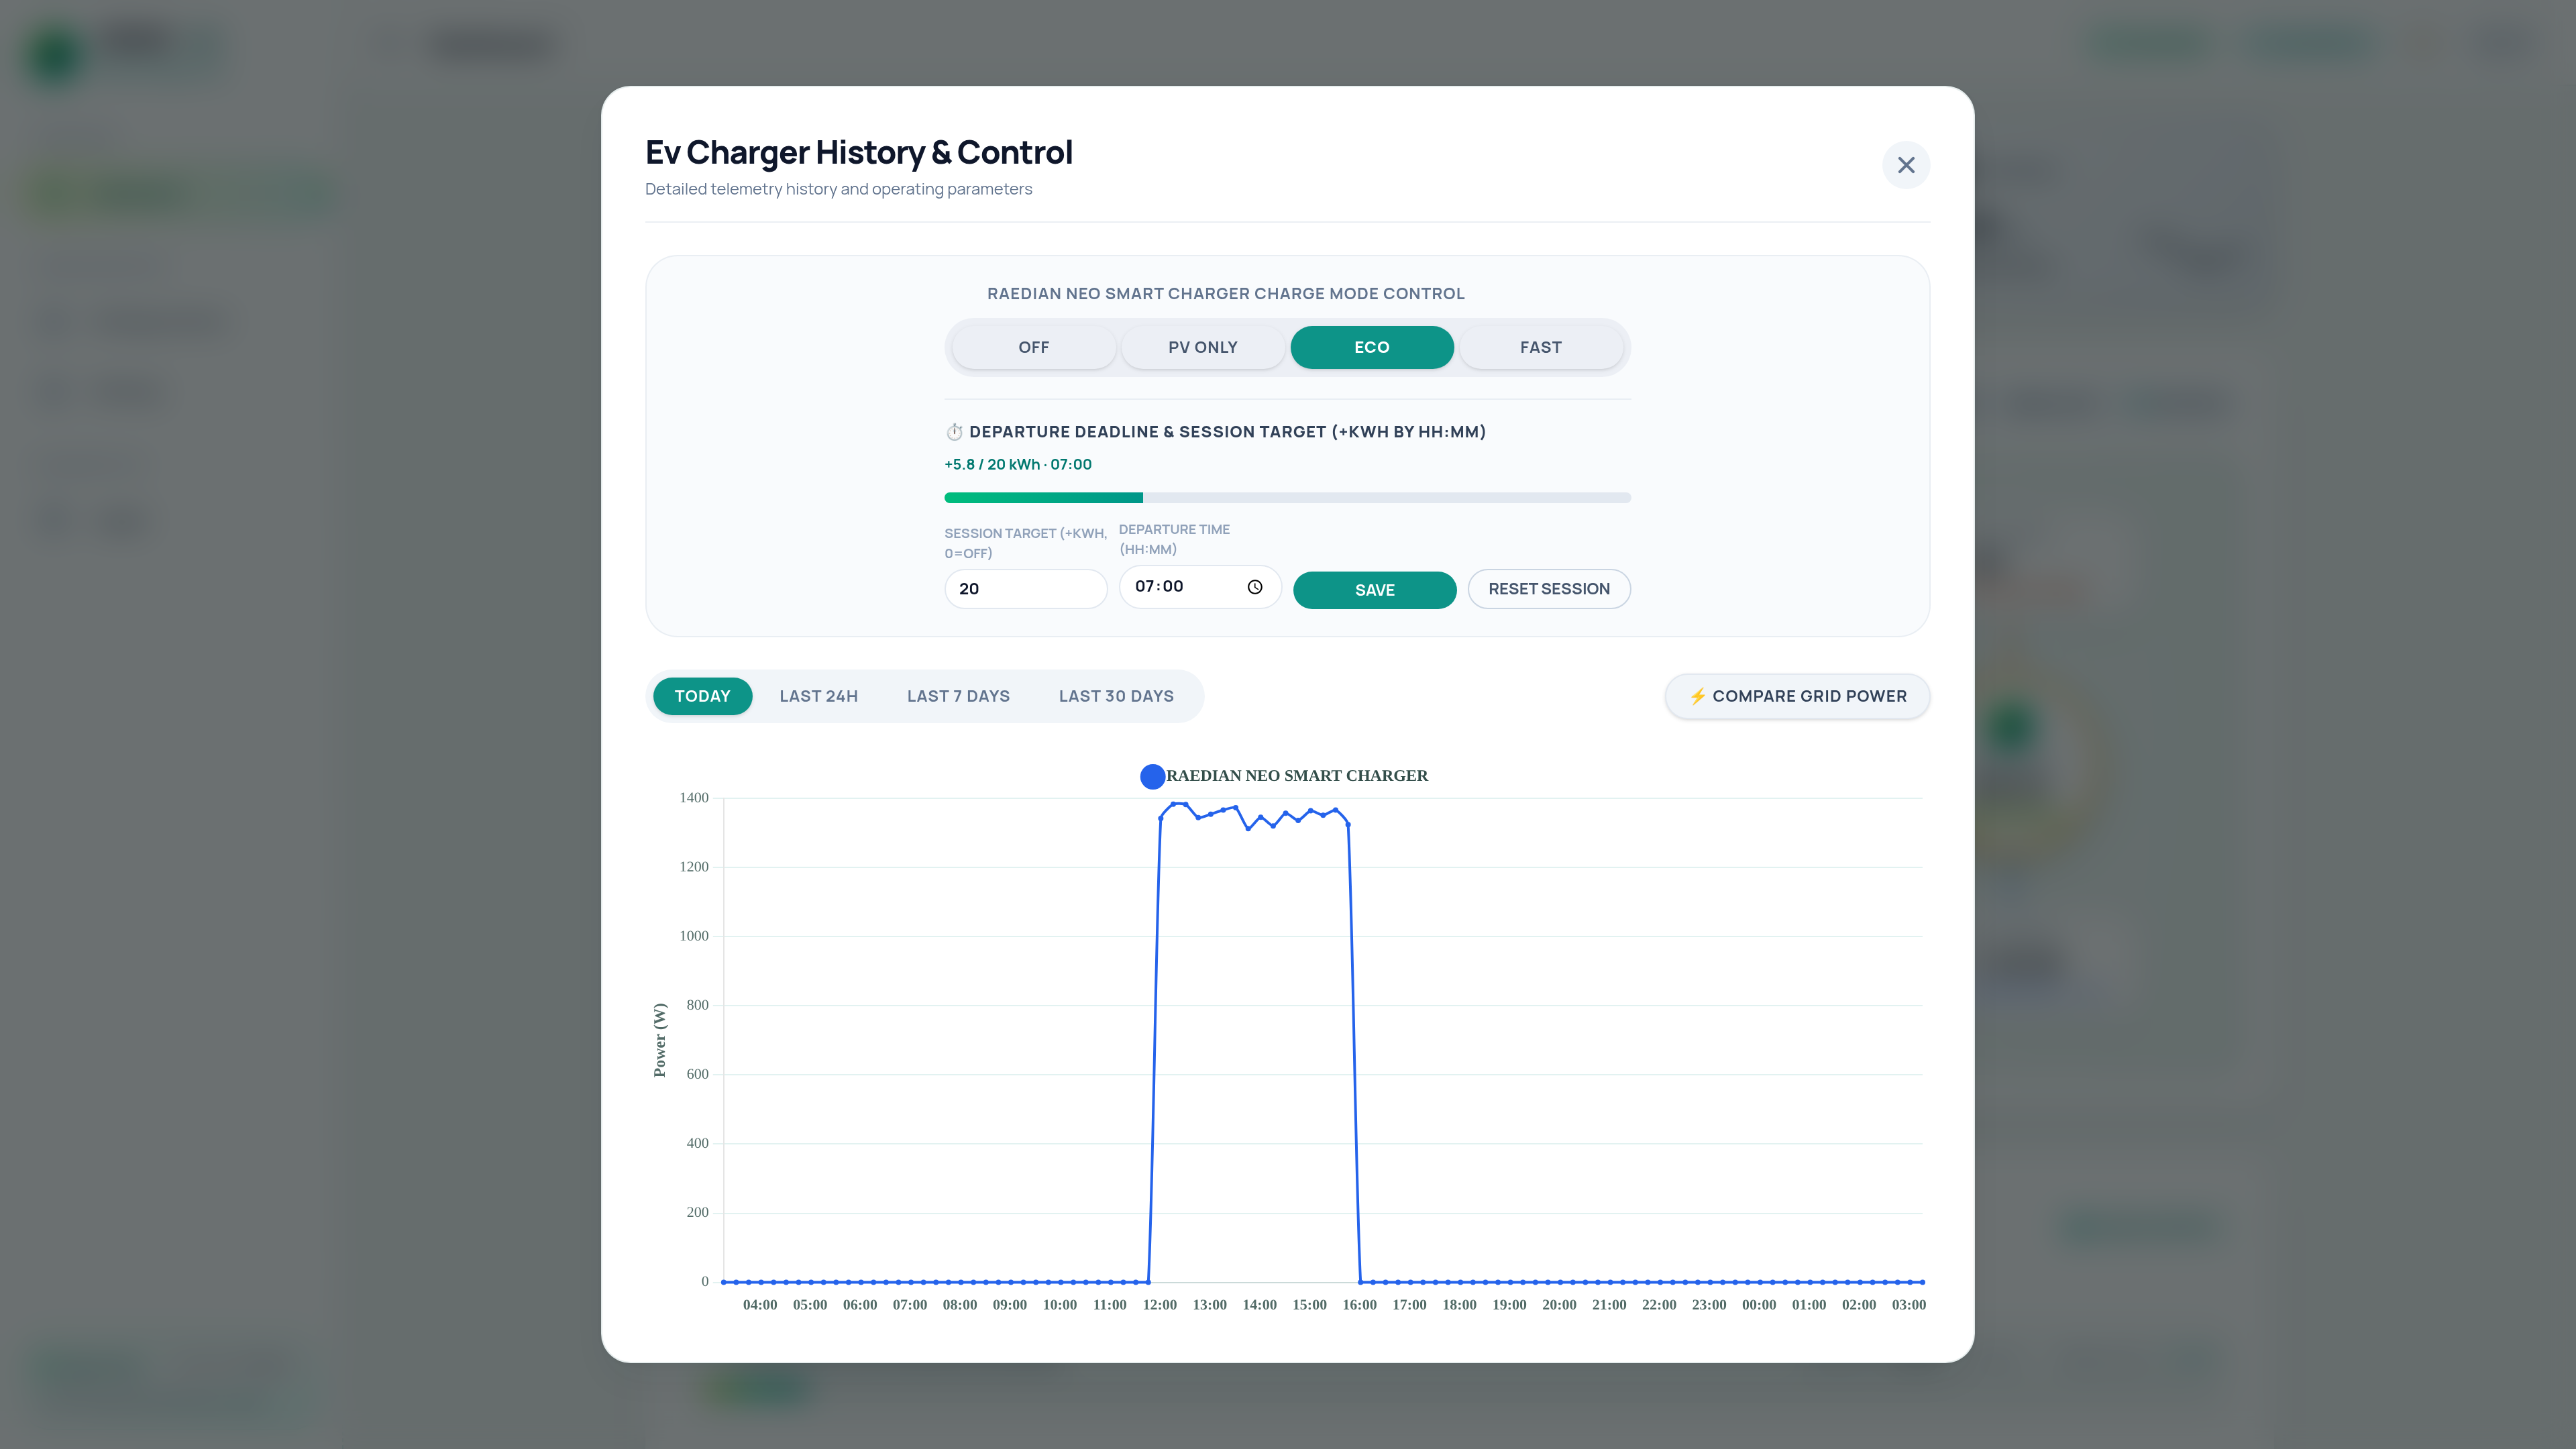 Ev Charger History & Control
Detailed telemetry history and operating parameters
RAEDIAN NEO SMART CHARGER CHARGE MODE CONTROL
OFF PV ONLY ECO FAST
⏱️ DEPARTURE DEADLINE & SESSION TARGET (+KWH BY HH:MM)
+5.8 / 20 kWh · 07:00
SESSION TARGET (+KWH,
0=OFF)
DEPARTURE TIME
(HH:MM)
20 07:00 SAVE RESET SESSION
TODAY LAST 24H LAST 7 DAYS LAST 30 DAYS ⚡ COMPARE GRID POWER
RAEDIAN NEO SMART CHARGER
1400
1200
1000
800
600
400
200
0
Power (W)
04:00 05:00 06:00 07:00 08:00 09:00 10:00 11:00 12:00 13:00 14:00 15:00 16:00 17:00 18:00 19:00 20:00 21:00 22:00 23:00 00:00 01:00 02:00 03:00